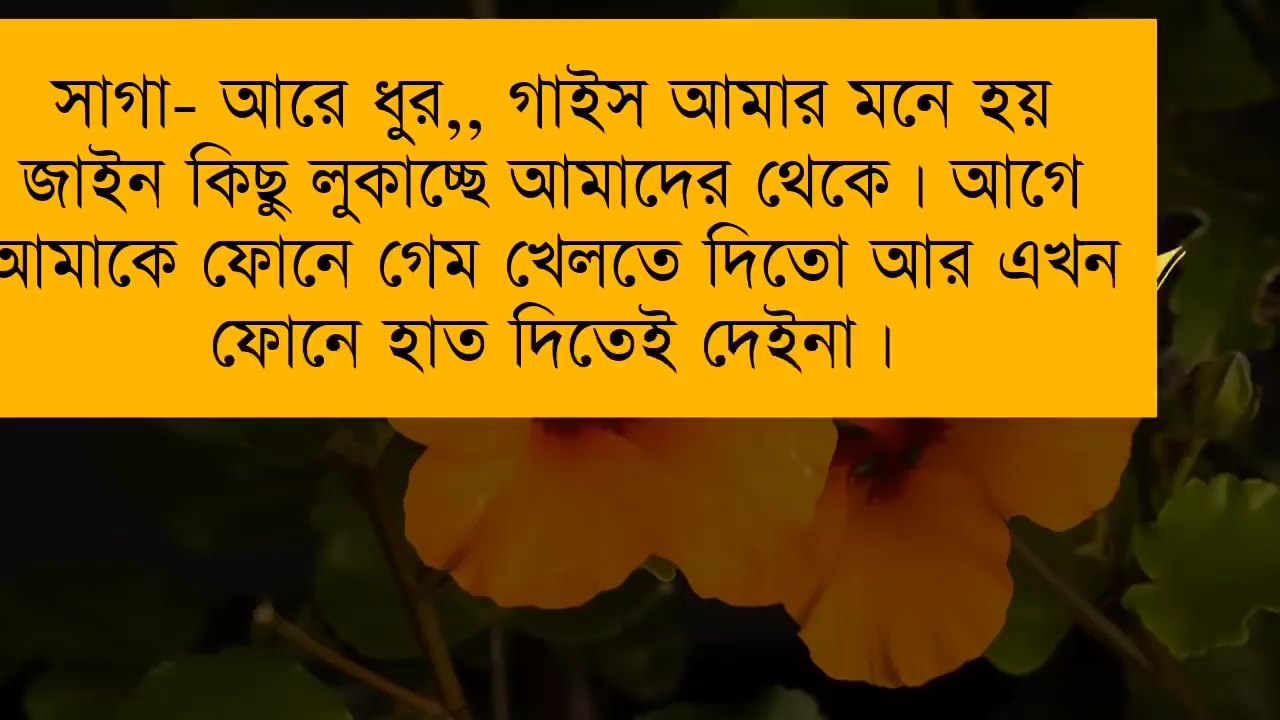 সাগা- আরে ধুর,, গাইস আমার মনে হয়
জাইন কিছু লুকাচ্ছে আমাদের থেকে। আগে
আমাকে ফোনে গেম খেলতে দিতো আর এখন
ফোনে হাত দিতেই দেইনা।